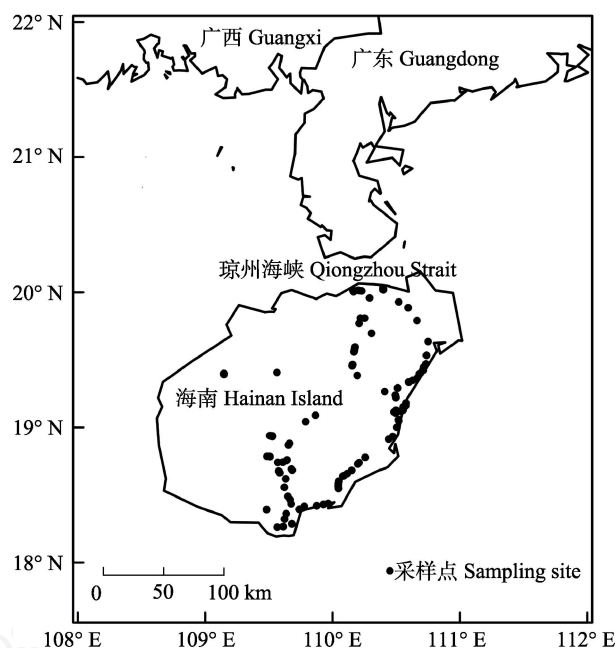 22° N
广西 Guangxi
广东 Guangdong
21° N
琼州海峡 Qiongzhou Strait
20° N
海南 Hainan Island
19° N
18° N
采样点 Sampling site
0 50 100 km
108° E 109° E 110° E 111° E 112° E